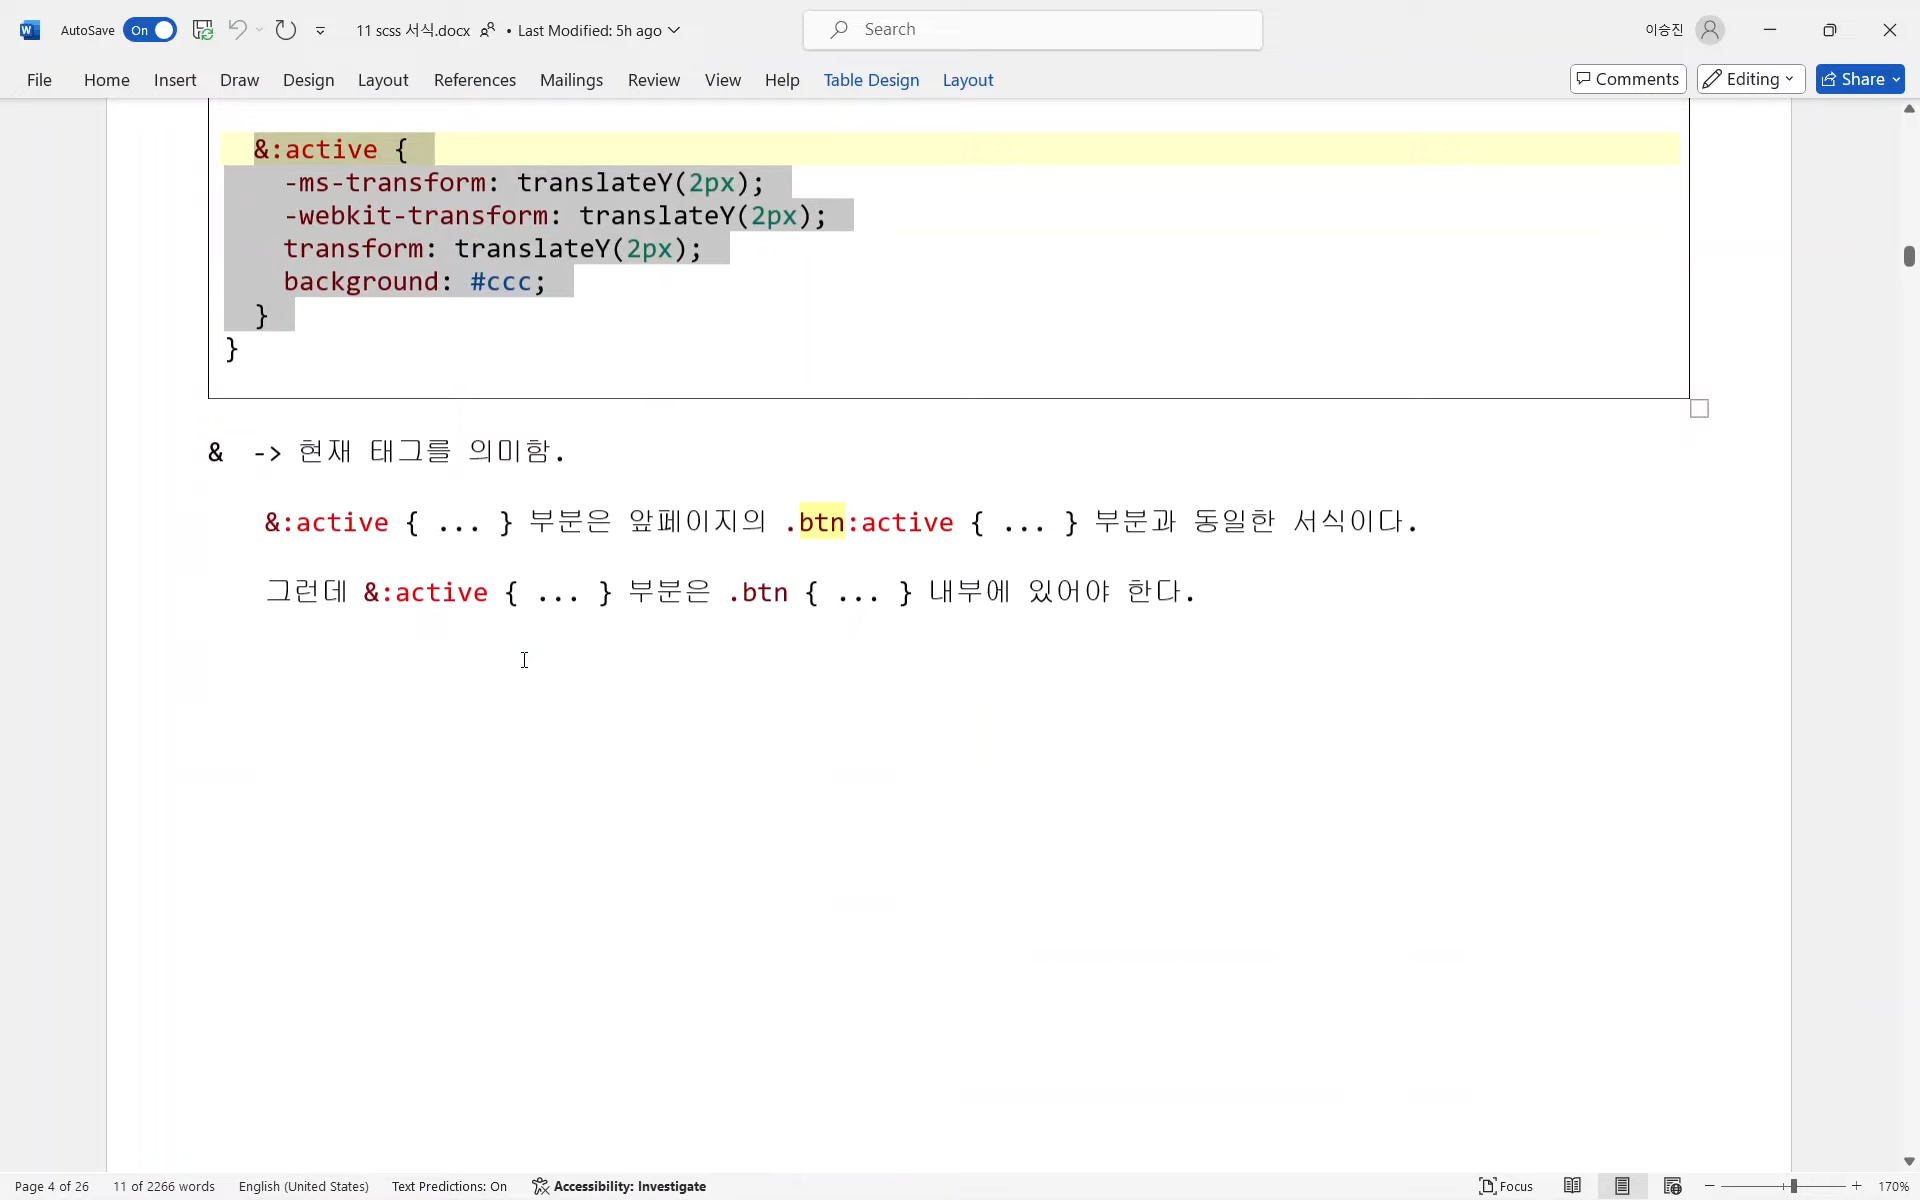 AutoSave On 11 scss 서식.docx • Last Modified: 5h ago Search 이승진
File Home Insert Draw Design Layout References Mailings Review View Help Table Design Layout Comments Editing Share
&:active {
-ms-transform: translateY(2px);
-webkit-transform: translateY(2px);
transform: translateY(2px);
background: #ccc;
}
}
& -> 현재 태그를 의미함.
&:active { ... } 부분은 앞페이지의 .btn:active { ... } 부분과 동일한 서식이다.
그런데 &:active { ... } 부분은 .btn { ... } 내부에 있어야 한다.
Page 4 of 26 11 of 2266 words English (United States) Text Predictions: On Accessibility: Investigate Focus 170%